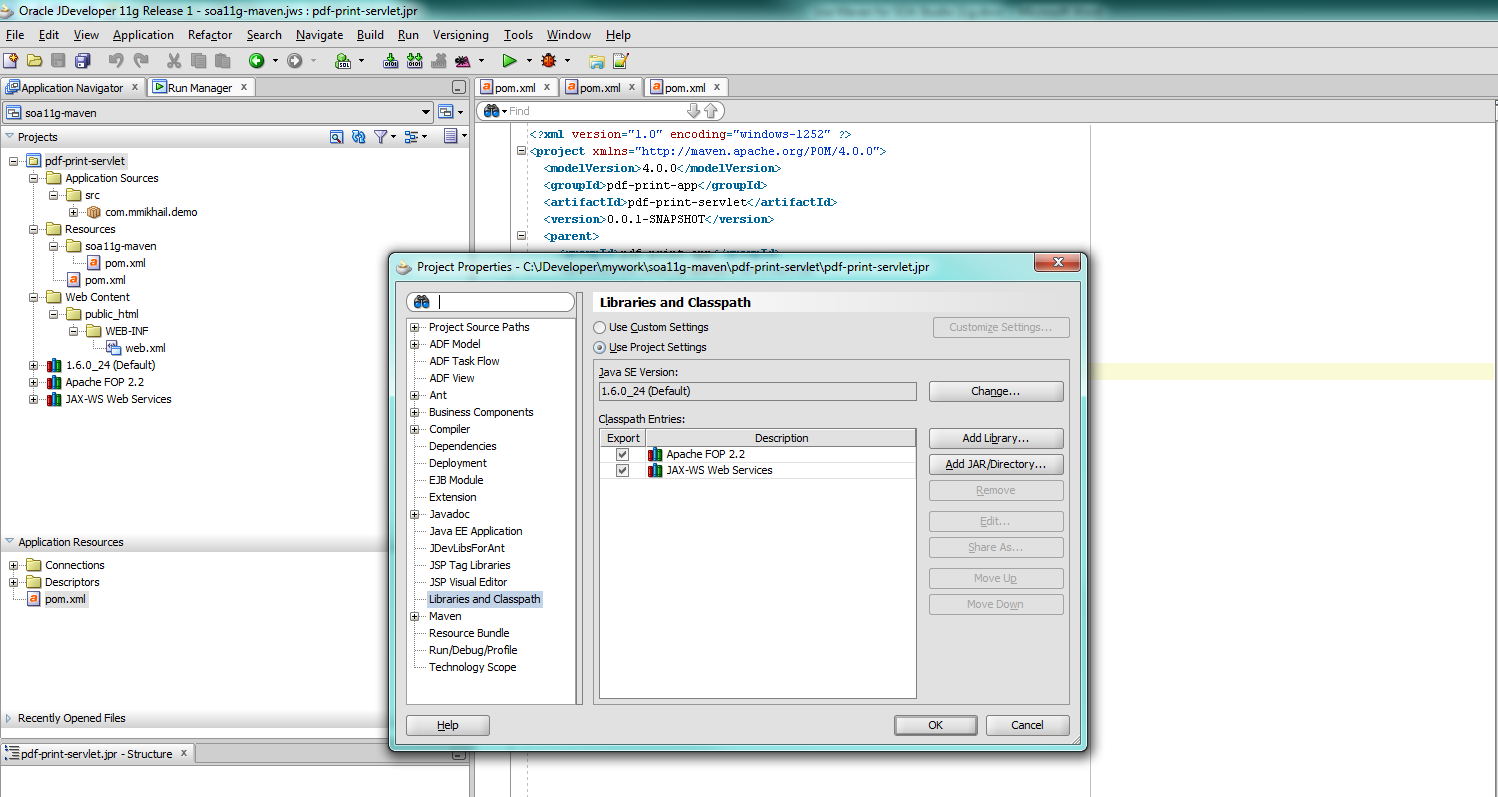 Oracle JDeveloper 11g Release 1 - soa11g-maven.jws : pdf-print-servlet.jpr
File Edit View Application Refactor Search Navigate Build Run Versioning Tools Window Help
Application Navigator x Run Manager x
pom.xml x pom.xml x pom.xml x
soa11g-maven
Find
Projects
pdf-print-servlet
Application Sources
src
com.mmikhail.demo
Resources
soa11g-maven
pom.xml
pom.xml
Web Content
public_html
WEB-INF
web.xml
1.6.0_24 (Default)
Apache FOP 2.2
JAX-WS Web Services
Application Resources
Connections
Descriptors
pom.xml
Recently Opened Files
pdf-print-servlet.jpr - Structure x
<?xml version="1.0" encoding="windows-1252" ?>
<project xmlns="http://maven.apache.org/POM/4.0.0">
<modelVersion>4.0.0</modelVersion>
<groupId>pdf-print-app</groupId>
<artifactId>pdf-print-servlet</artifactId>
<version>0.0.1-SNAPSHOT</version>
<parent>
<groupId>pdf-print-app</groupId>
Project Properties - C:\JDeveloper\mywork\soa11g-maven\pdf-print-servlet\pdf-print-servlet.jpr
Project Source Paths
ADF Model
ADF Task Flow
ADF View
Ant
Business Components
Compiler
Dependencies
Deployment
EJB Module
Extension
Javadoc
Java EE Application
JDevLibsForAnt
JSP Tag Libraries
JSP Visual Editor
Libraries and Classpath
Maven
Resource Bundle
Run/Debug/Profile
Technology Scope
Libraries and Classpath
Use Custom Settings
Customize Settings...
Use Project Settings
Java SE Version:
1.6.0_24 (Default)
Change...
Classpath Entries:
Export Description
Apache FOP 2.2
JAX-WS Web Services
Add Library...
Add JAR/Directory...
Remove
Edit...
Share As...
Move Up
Move Down
Help
OK
Cancel